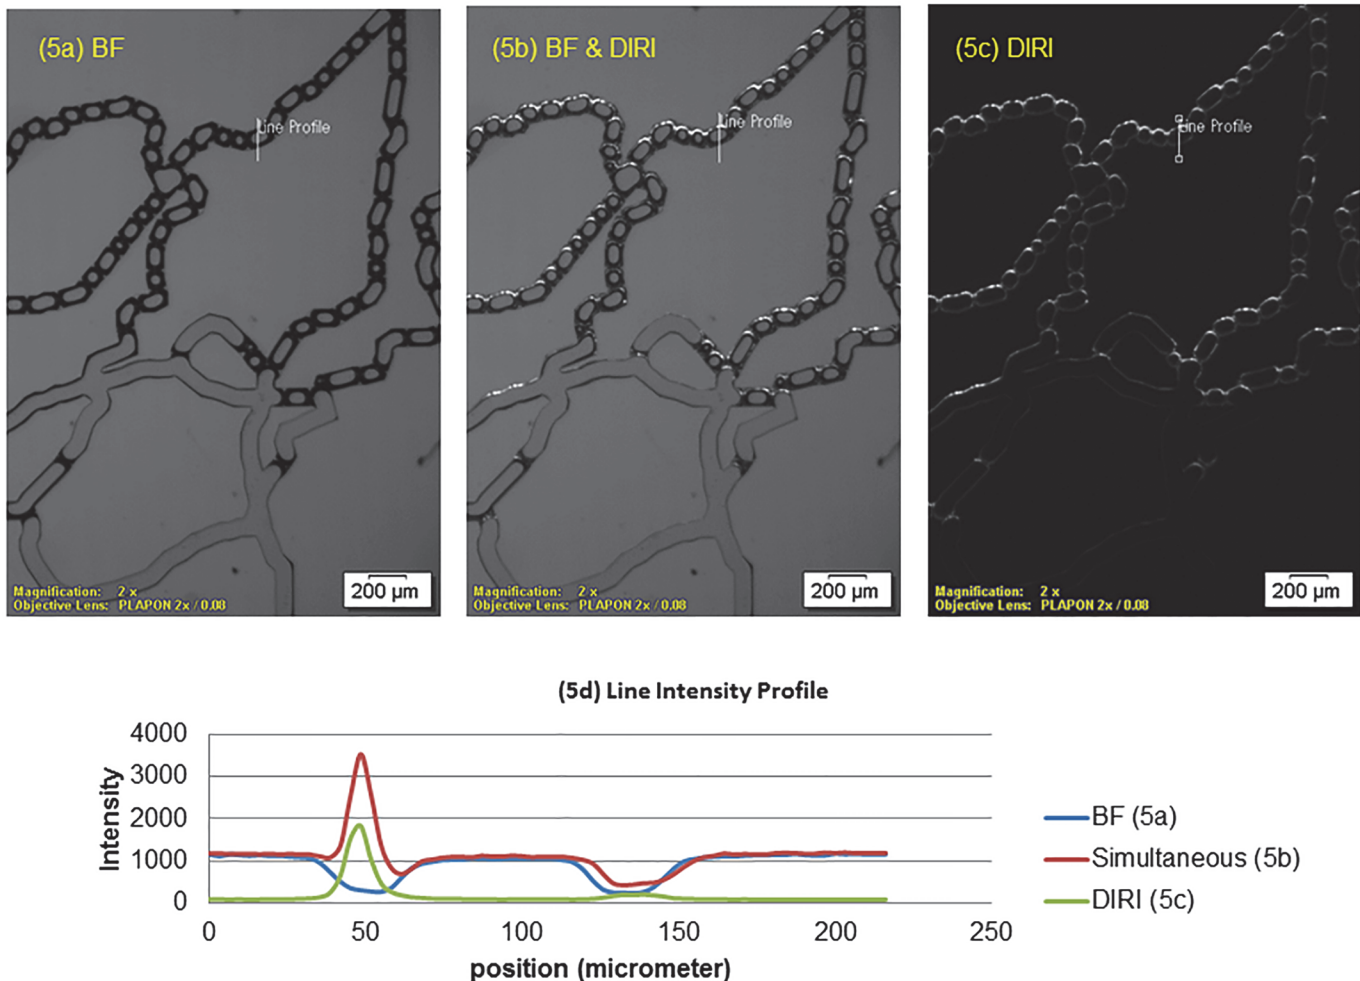 (5a) BF
Line Profile
Magnification: 2 x
Objective Lens: PLAPON 2x / 0.08
200 µm
(5b) BF & DIRI
Line Profile
Magnification: 2 x
Objective Lens: PLAPON 2x / 0.08
200 µm
(5c) DIRI
Line Profile
Magnification: 2 x
Objective Lens: PLAPON 2x / 0.08
200 µm
(5d) Line Intensity Profile
Intensity
4000
3000
2000
1000
0
0 50 100 150 200 250
position (micrometer)
BF (5a)
Simultaneous (5b)
DIRI (5c)